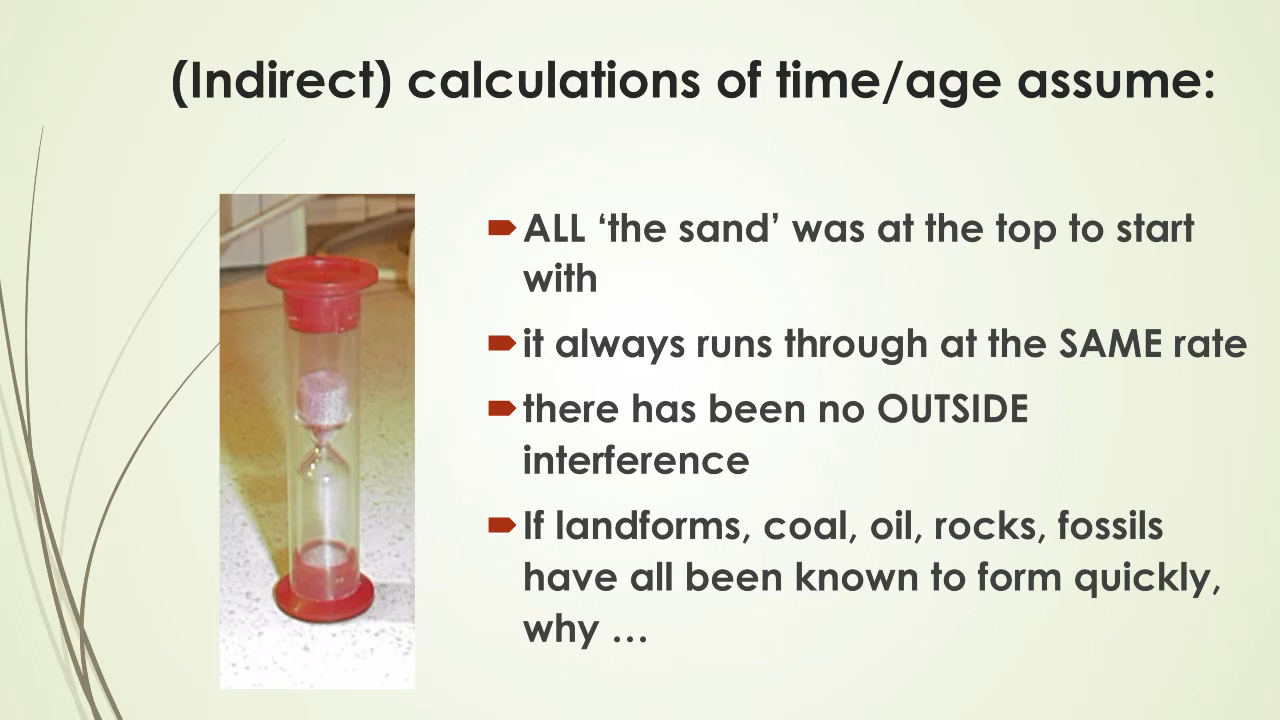 (Indirect) calculations of time/age assume:
ALL ‘the sand’ was at the top to start
with
it always runs through at the SAME rate
there has been no OUTSIDE
interference
If landforms, coal, oil, rocks, fossils
have all been known to form quickly,
why …